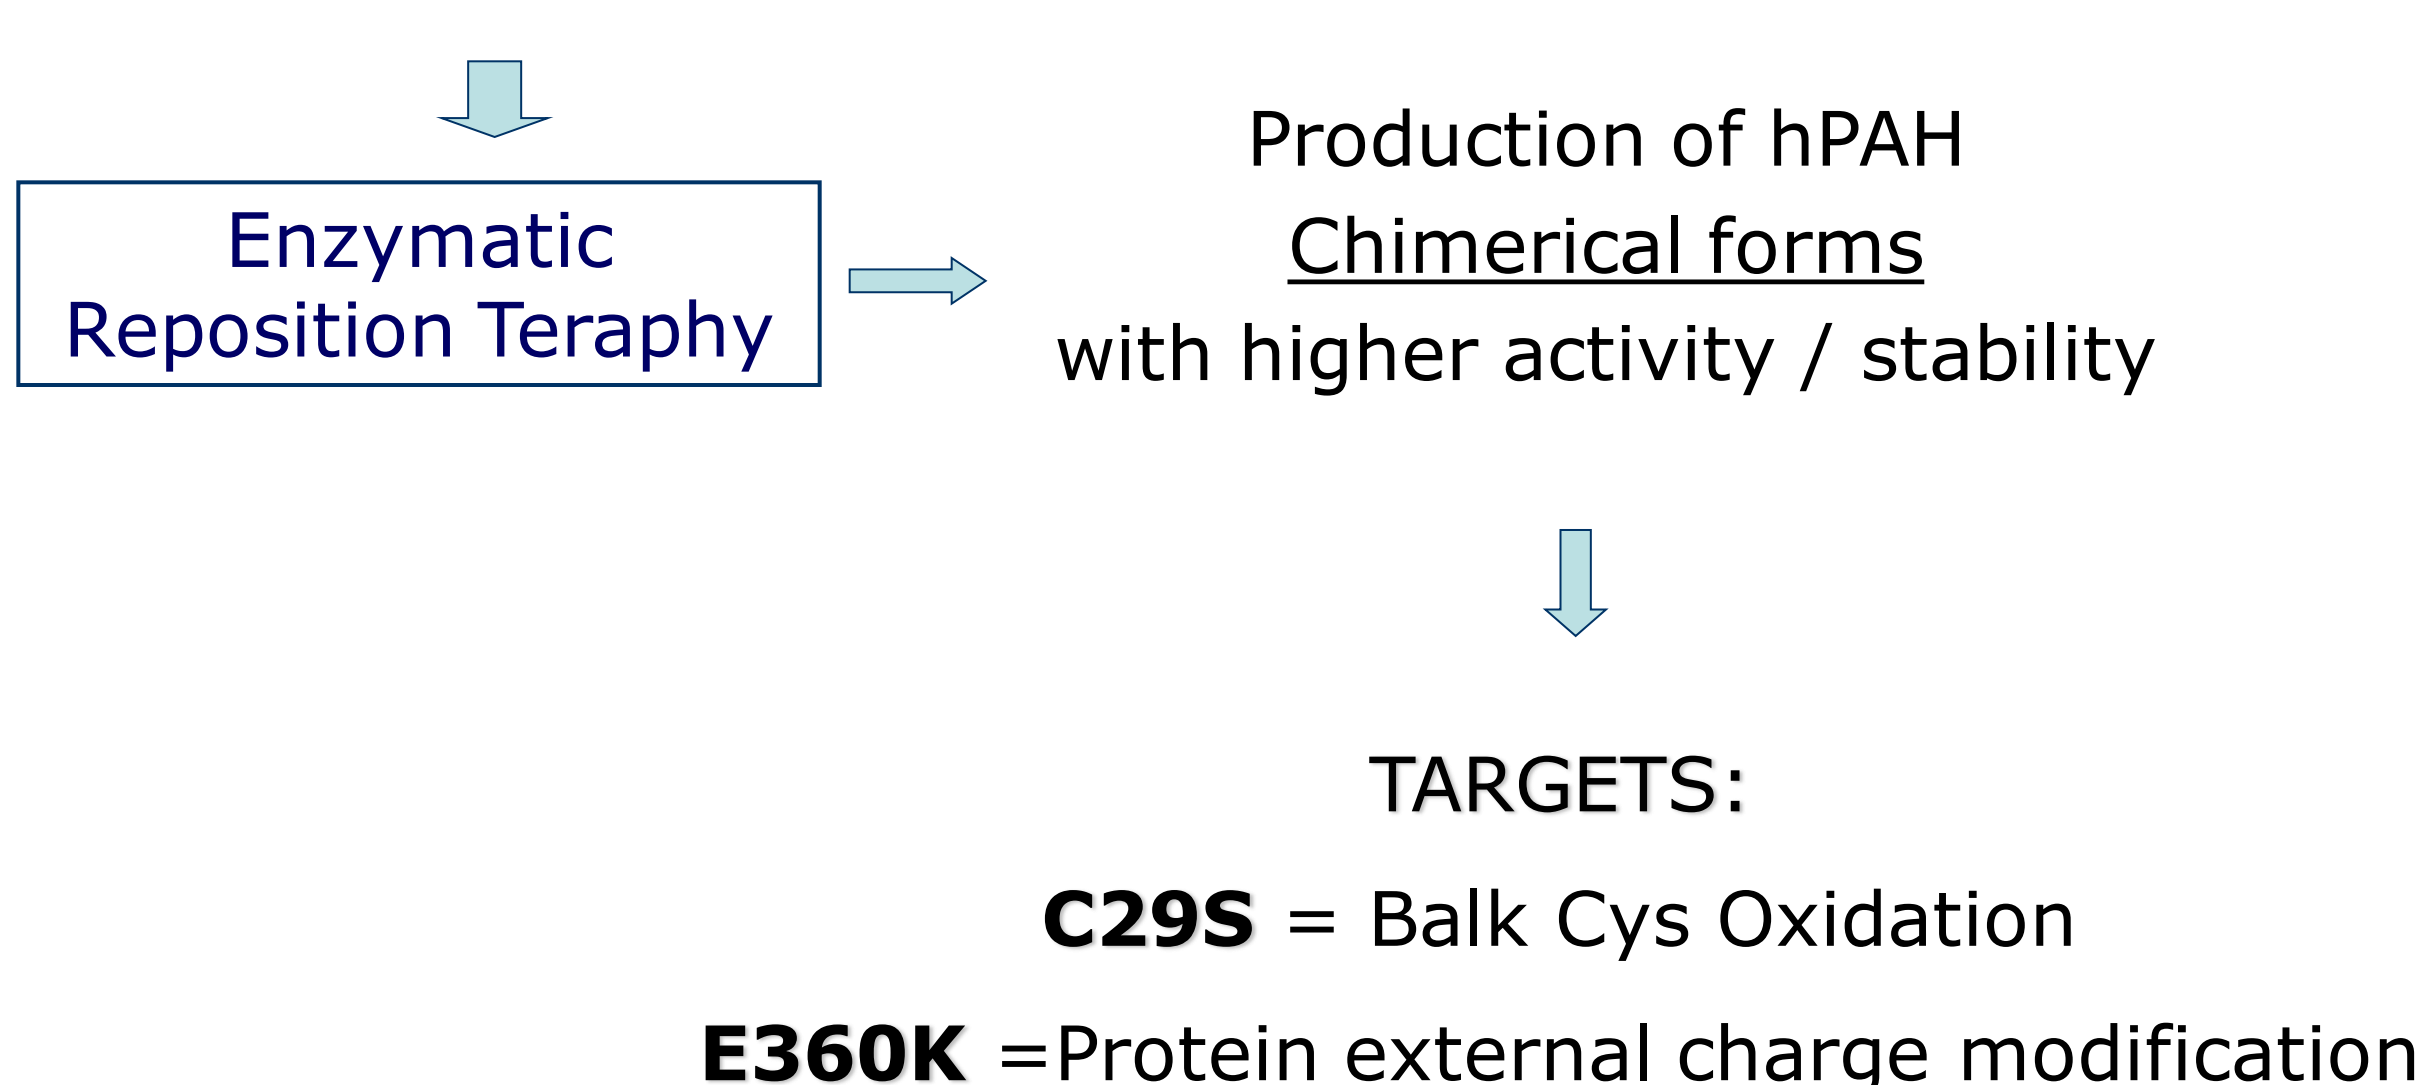 Enzymatic
Reposition Teraphy
Production of hPAH
Chimerical forms
with higher activity / stability
TARGETS:
C29S = Balk Cys Oxidation
E360K =Protein external charge modification